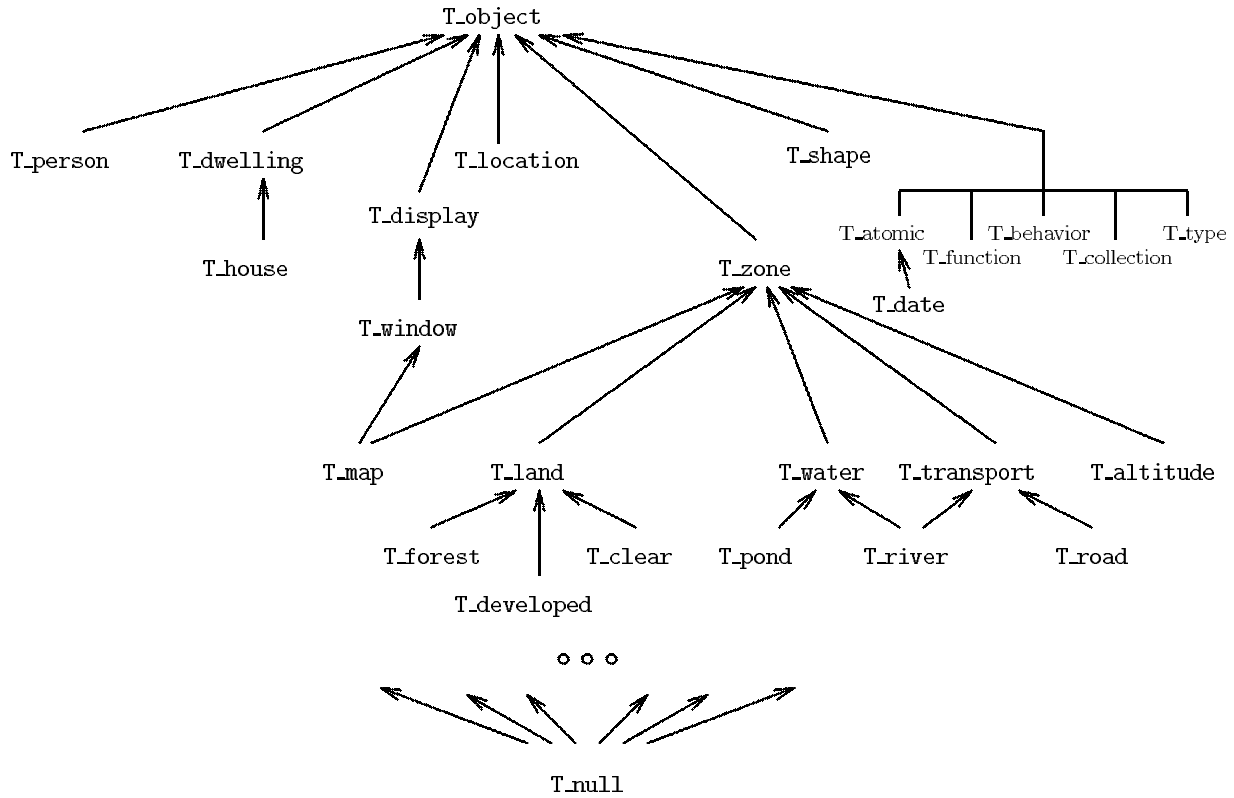 T_object
T_person T_dwelling T_location T_shape
T_display
T_atomic T_behavior T_type
T_function T_collection
T_house T_zone
T_date
T_window
T_map T_land T_water T_transport T_altitude
T_forest T_clear T_pond T_river T_road
T_developed
T_null